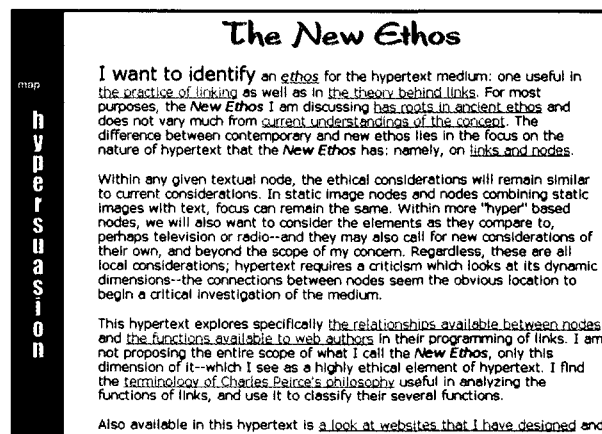 The New Ethos
map
hypersuasion
I want to identify an ethos for the hypertext medium: one useful in
the practice of linking as well as in the theory behind links. For most
purposes, the New Ethos I am discussing has roots in ancient ethos and
does not vary much from current understandings of the concept. The
difference between contemporary and new ethos lies in the focus on the
nature of hypertext that the New Ethos has: namely, on links and nodes.
Within any given textual node, the ethical considerations will remain similar
to current considerations. In static image nodes and nodes combining static
images with text, focus can remain the same. Within more "hyper" based
nodes, we will also want to consider the elements as they compare to,
perhaps television or radio--and they may also call for new considerations of
their own, and beyond the scope of my concern. Regardless, these are all
local considerations; hypertext requires a criticism which looks at its dynamic
dimensions--the connections between nodes seem the obvious location to
begin a critical investigation of the medium.
This hypertext explores specifically the relationships available between nodes
and the functions available to web authors in their programming of links. I am
not proposing the entire scope of what I call the New Ethos, only this
dimension of it--which I see as a highly ethical element of hypertext. I find
the terminology of Charles Peirce's philosophy useful in analyzing the
functions of links, and use it to classify their several functions.
Also available in this hypertext is a look at websites that I have designed and